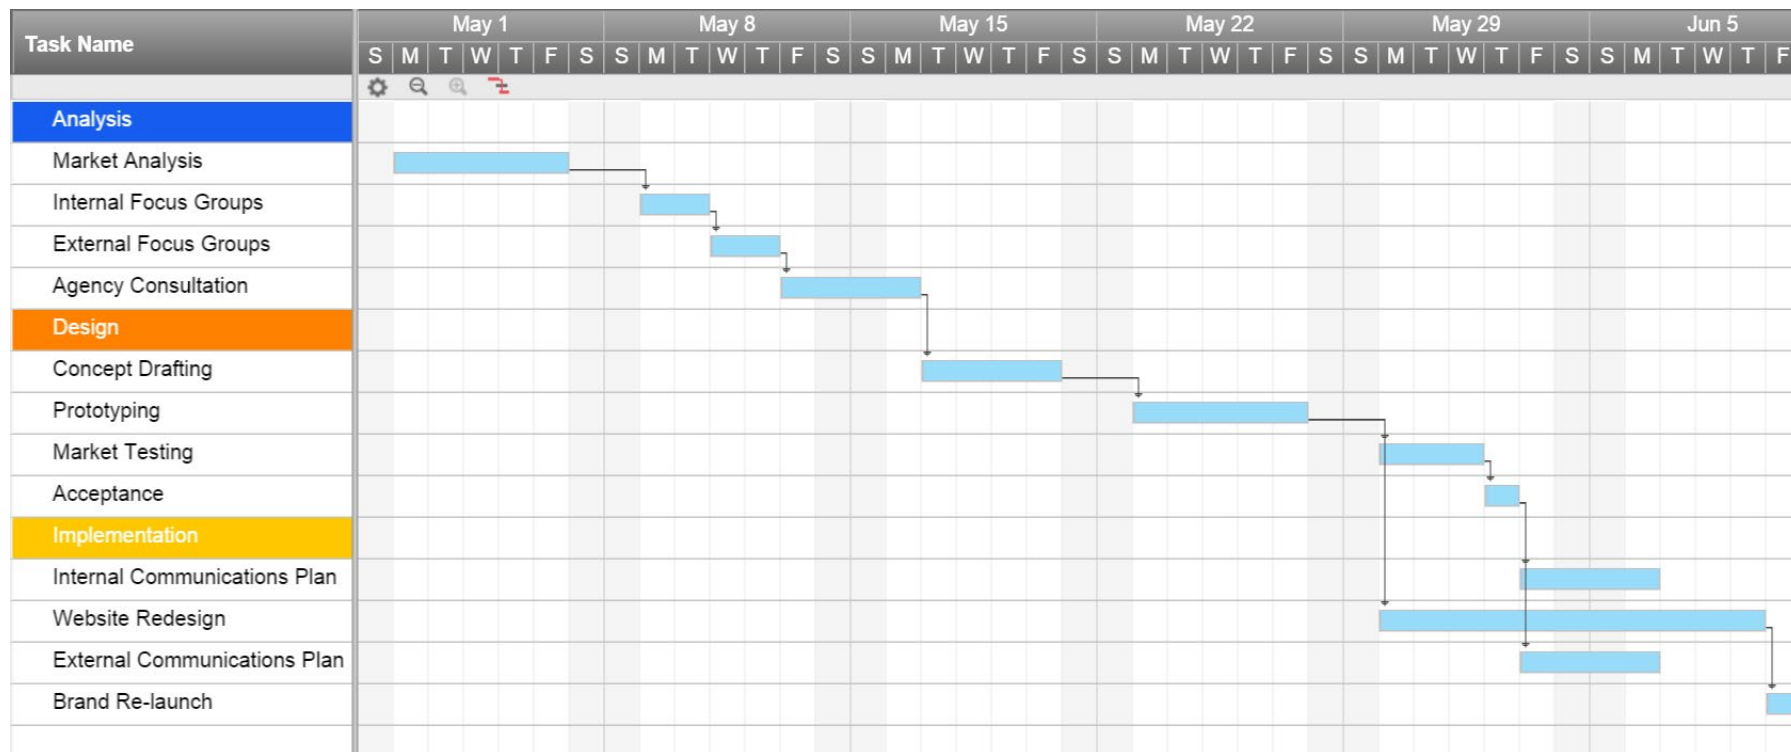 Task Name
May 1 May 8 May 15 May 22 May 29 Jun 5
S M T W T F S S M T W T F S S M T W T F S S M T W T F S S M T W T F S S M T W T F
Analysis
Market Analysis
Internal Focus Groups
External Focus Groups
Agency Consultation
Design
Concept Drafting
Prototyping
Market Testing
Acceptance
Implementation
Internal Communications Plan
Website Redesign
External Communications Plan
Brand Re-launch